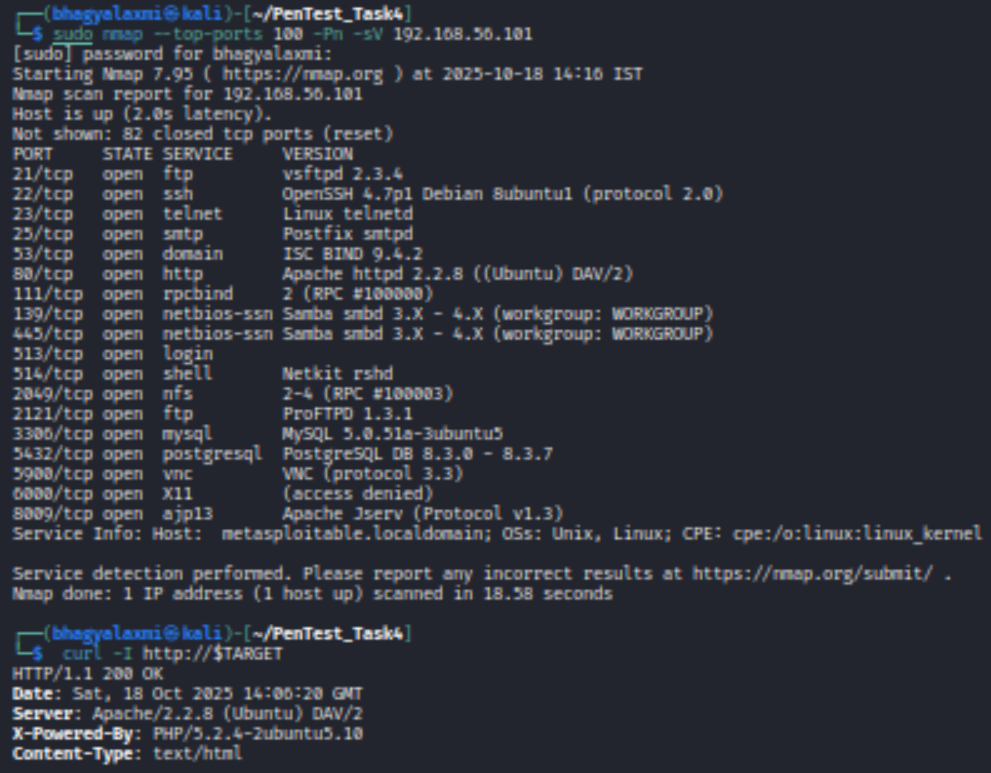 ┌──(bhagyalaxmi㉿kali)-[~/PenTest_Task4]
└─$ sudo nmap --top-ports 100 -Pn -sV 192.168.56.101
[sudo] password for bhagyalaxmi:
Starting Nmap 7.95 ( https://nmap.org ) at 2025-10-18 14:16 IST
Nmap scan report for 192.168.56.101
Host is up (2.0s latency).
Not shown: 82 closed tcp ports (reset)
PORT     STATE SERVICE     VERSION
21/tcp   open  ftp         vsftpd 2.3.4
22/tcp   open  ssh         OpenSSH 4.7p1 Debian 8ubuntu1 (protocol 2.0)
23/tcp   open  telnet      Linux telnetd
25/tcp   open  smtp        Postfix smtpd
53/tcp   open  domain      ISC BIND 9.4.2
80/tcp   open  http        Apache httpd 2.2.8 ((Ubuntu) DAV/2)
111/tcp  open  rpcbind     2 (RPC #100000)
139/tcp  open  netbios-ssn Samba smbd 3.X - 4.X (workgroup: WORKGROUP)
445/tcp  open  netbios-ssn Samba smbd 3.X - 4.X (workgroup: WORKGROUP)
513/tcp  open  login
514/tcp  open  shell       Netkit rshd
2049/tcp open  nfs         2-4 (RPC #100003)
2121/tcp open  ftp         ProFTPD 1.3.1
3306/tcp open  mysql       MySQL 5.0.51a-3ubuntu5
5432/tcp open  postgresql  PostgreSQL DB 8.3.0 - 8.3.7
5900/tcp open  vnc         VNC (protocol 3.3)
6000/tcp open  X11         (access denied)
8009/tcp open  ajp13       Apache Jserv (Protocol v1.3)
Service Info: Host:  metasploitable.localdomain; OSs: Unix, Linux; CPE: cpe:/o:linux:linux_kernel

Service detection performed. Please report any incorrect results at https://nmap.org/submit/ .
Nmap done: 1 IP address (1 host up) scanned in 18.58 seconds

┌──(bhagyalaxmi㉿kali)-[~/PenTest_Task4]
└─$  curl -I http://$TARGET
HTTP/1.1 200 OK
Date: Sat, 18 Oct 2025 14:06:20 GMT
Server: Apache/2.2.8 (Ubuntu) DAV/2
X-Powered-By: PHP/5.2.4-2ubuntu5.10
Content-Type: text/html